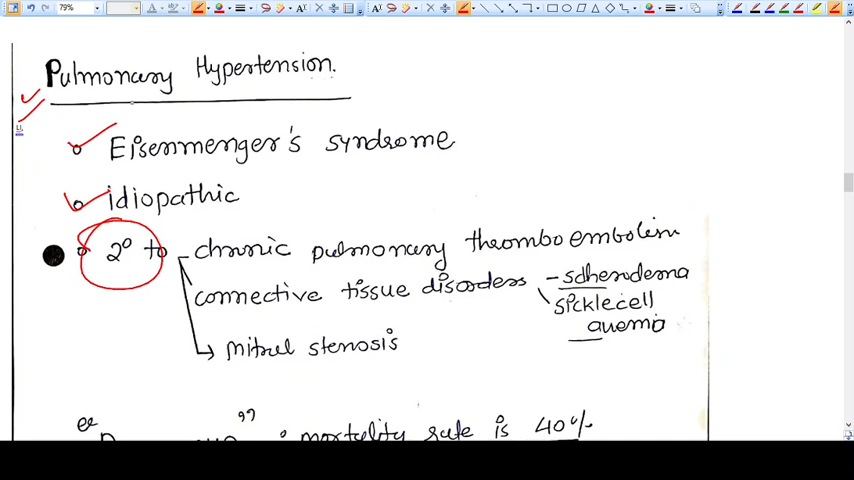 79%
Pulmonary Hypertension.
Eisenmenger's syndrome
idiopathic
2° to - chronic pulmonary thromboembolism
connective tissue disorders - scleroderma
sickle cell
anemia
mitral stenosis
mortality rate is 40%